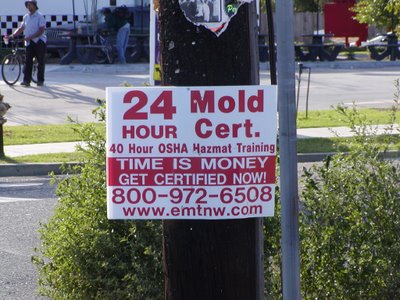 24 Mold
HOUR Cert.
40 Hour OSHA Hazmat Training
TIME IS MONEY
GET CERTIFIED NOW!
800-972-6508
www.emtnw.com